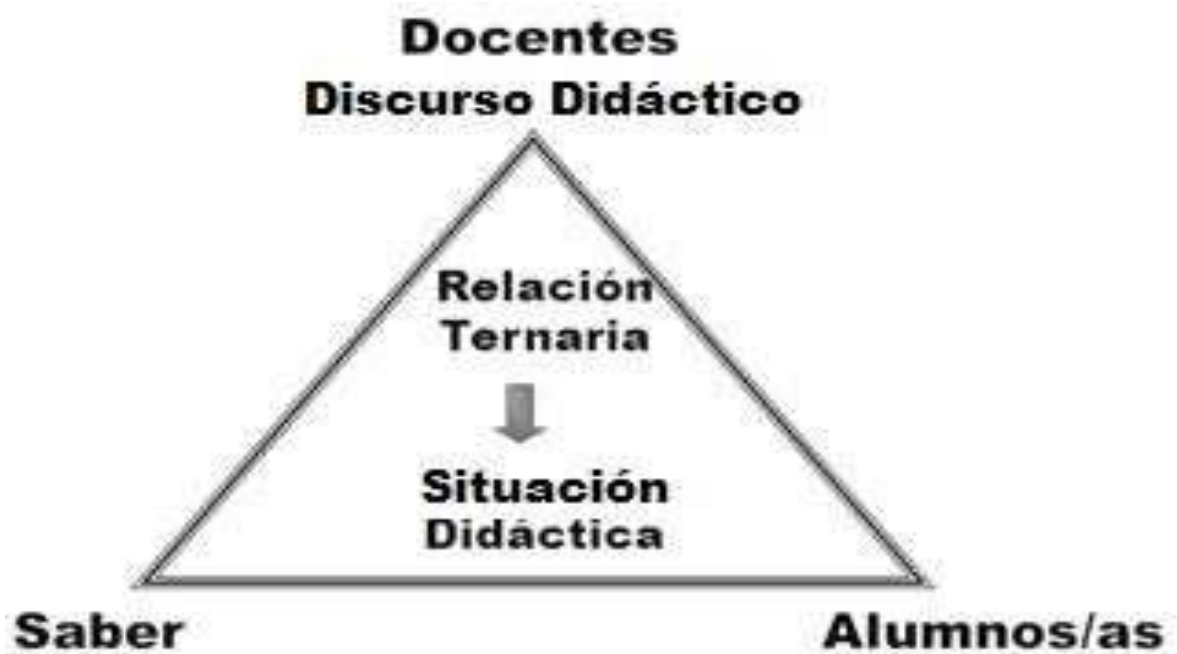 Docentes
Discurso Didáctico
Relación
Ternaria
Situación
Didáctica
Saber
Alumnos/as